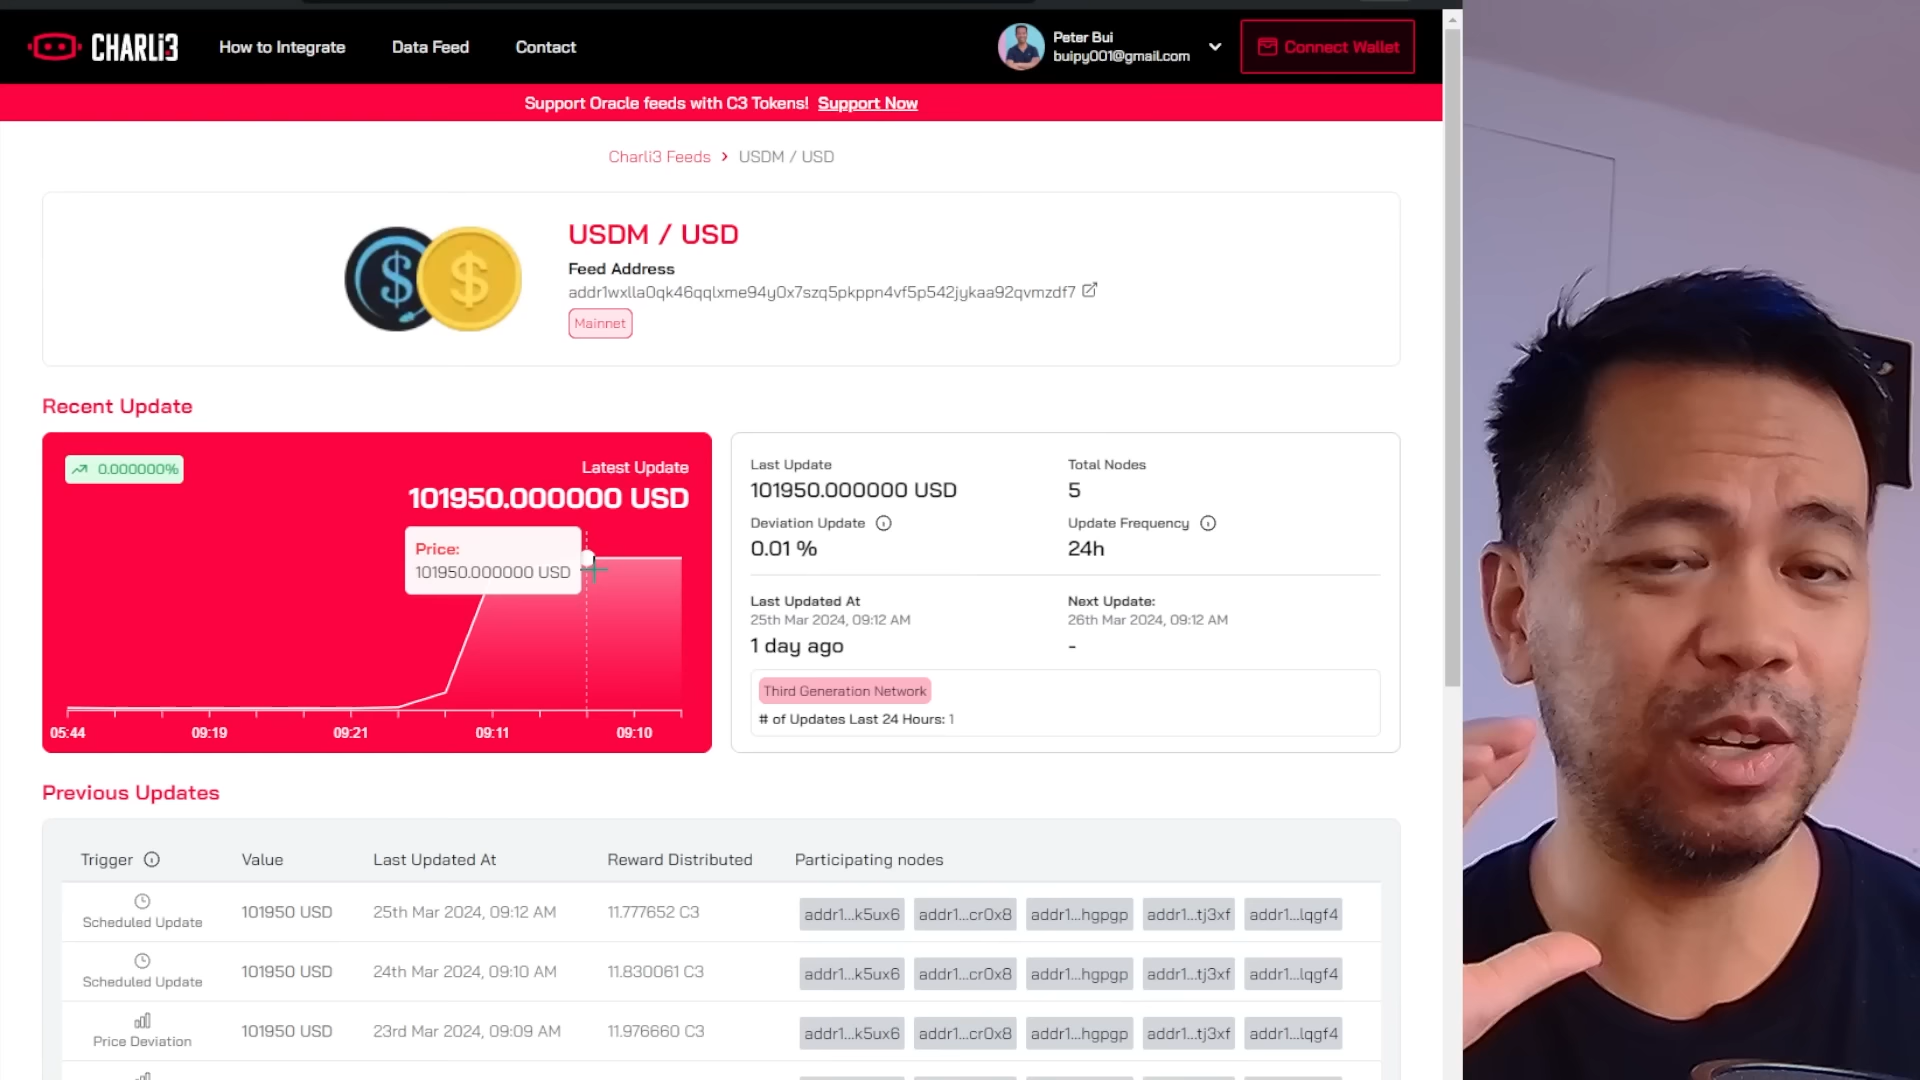 CHARLi3
How to Integrate
Data Feed
Contact
Peter Bui
buipy001@gmail.com
Connect Wallet
Support Oracle feeds with C3 Tokens! Support Now
Charli3 Feeds > USDM / USD
USDM / USD
Feed Address
addr1wxlla0qk46qqlxme94y0x7szq5pkppn4vf5p542jykaa92qvmzdf7
Mainnet
Recent Update
0.000000%
Latest Update
101950.000000 USD
Price:
101950.000000 USD
05:44 09:19 09:21 09:11 09:10
Last Update
101950.000000 USD
Total Nodes
5
Deviation Update
0.01 %
Update Frequency
24h
Last Updated At
25th Mar 2024, 09:12 AM
1 day ago
Next Update:
26th Mar 2024, 09:12 AM
-
Third Generation Network
# of Updates Last 24 Hours: 1
Previous Updates
Trigger Value Last Updated At Reward Distributed Participating nodes
Scheduled Update 101950 USD 25th Mar 2024, 09:12 AM 11.777652 C3 addr1...k5ux6 addr1...cr0x8 addr1...hgpgp addr1...tj3xf addr1...lqgf4
Scheduled Update 101950 USD 24th Mar 2024, 09:10 AM 11.830061 C3 addr1...k5ux6 addr1...cr0x8 addr1...hgpgp addr1...tj3xf addr1...lqgf4
Price Deviation 101950 USD 23rd Mar 2024, 09:09 AM 11.976660 C3 addr1...k5ux6 addr1...cr0x8 addr1...hgpgp addr1...tj3xf addr1...lqgf4